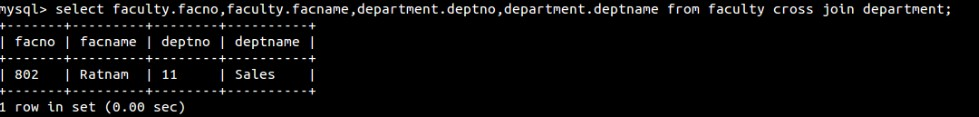 mysql> select faculty.facno,faculty.facname,department.deptno,department.deptname from faculty cross join department;
+-------+---------+--------+----------+
| facno | facname | deptno | deptname |
+-------+---------+--------+----------+
| 802   | Ratnam  | 11     | Sales    |
+-------+---------+--------+----------+
1 row in set (0.00 sec)